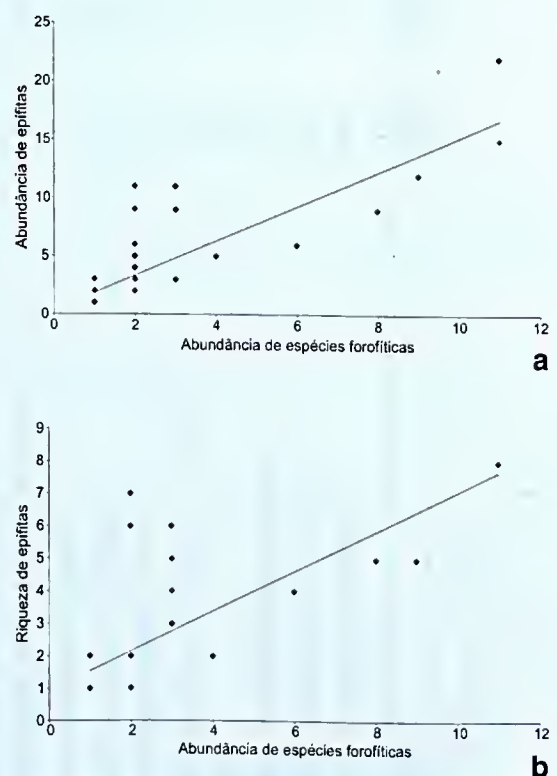 25
20
15
10
5
0
Abundância de epífitas
0 2 4 6 8 10 12
Abundância de espécies forofíticas
a
9
8
7
6
5
4
3
2
1
0
Riqueza de epífitas
0 2 4 6 8 10 12
Abundância de espécies forofíticas
b